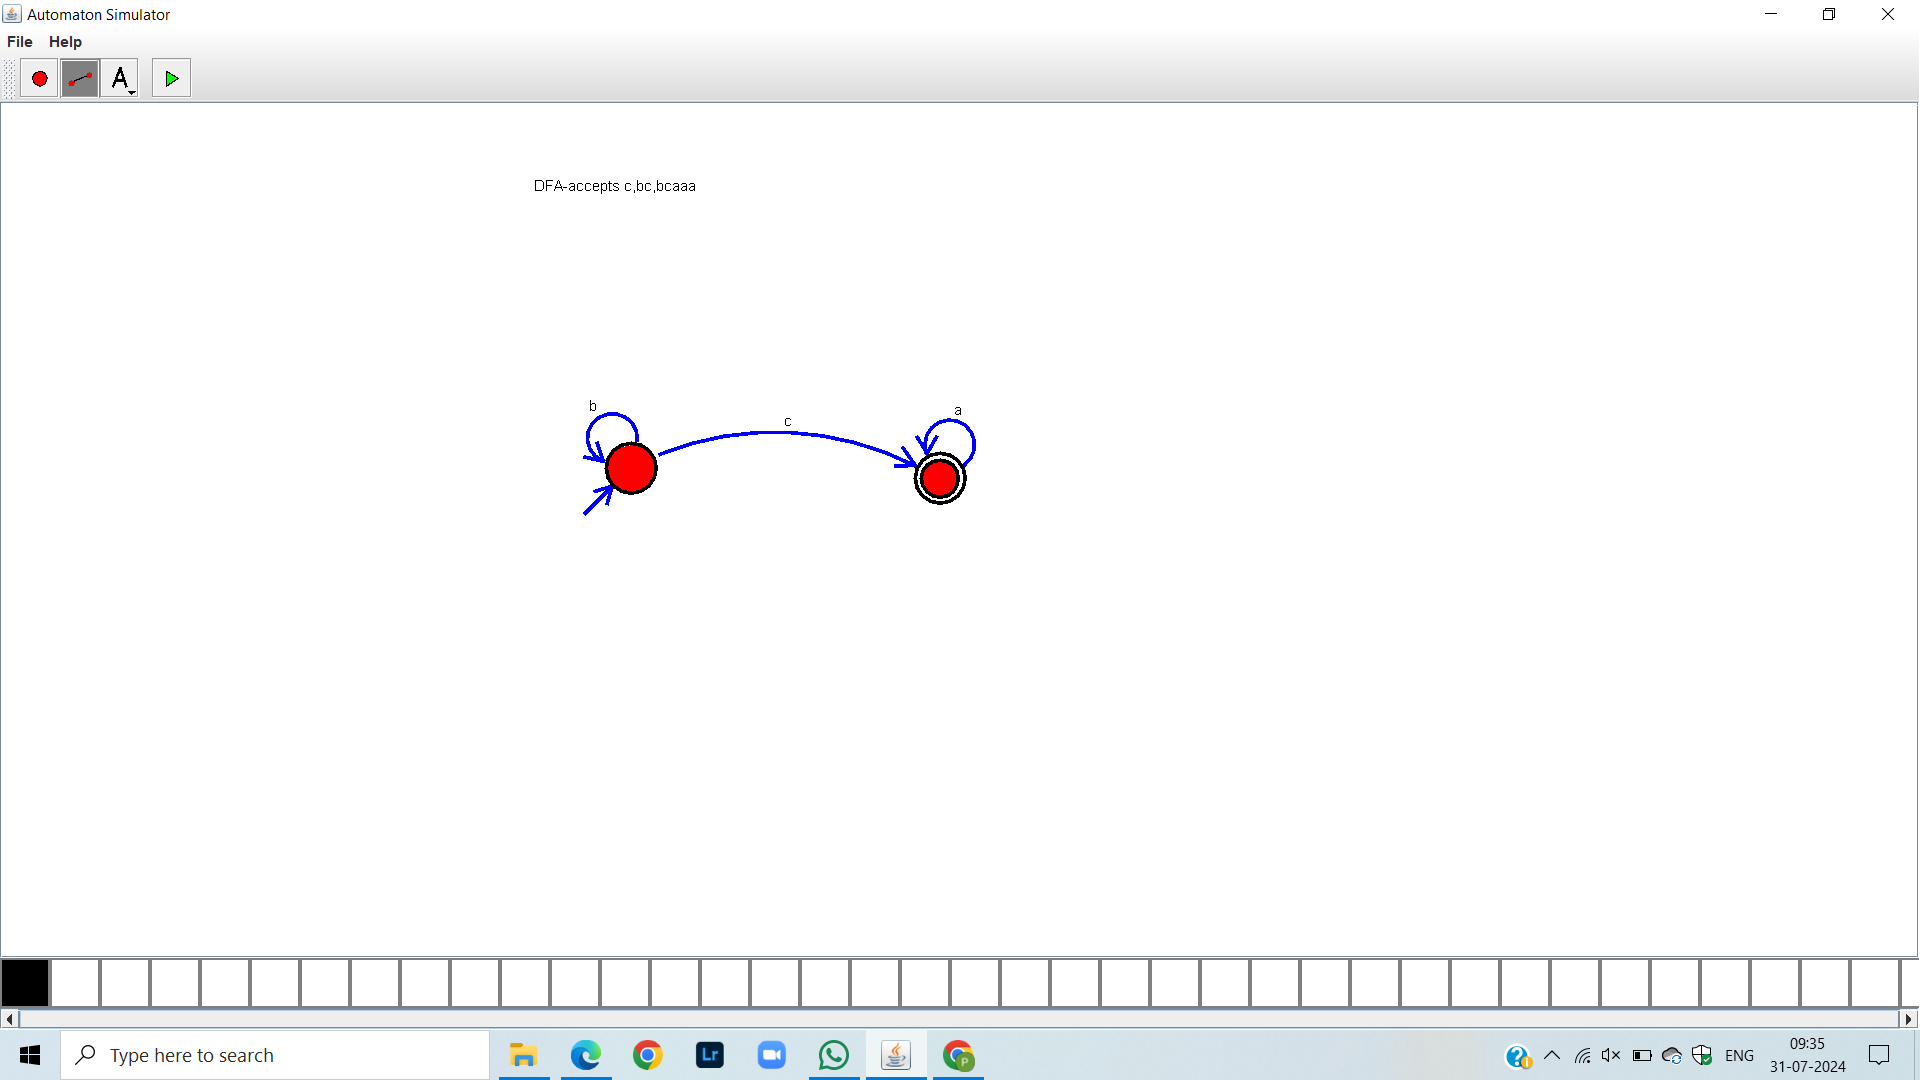 Automaton Simulator
File Help
A
DFA-accepts c,bc,bcaaa
b
c
a
Type here to search
Lr
P
ENG
09:35
31-07-2024